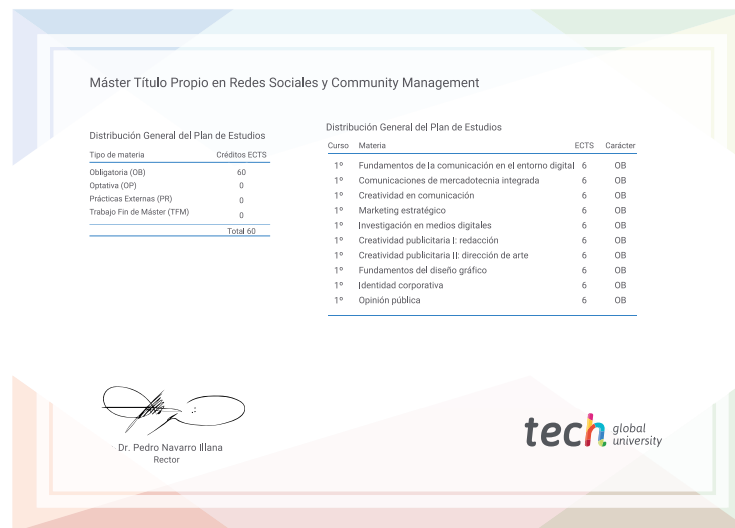 Máster Título Propio en Redes Sociales y Community Management
Distribución General del Plan de Estudios
Tipo de materia Créditos ECTS
Obligatoria (OB) 60
Optativa (OP) 0
Prácticas Externas (PR) 0
Trabajo Fin de Máster (TFM) 0
Total 60
Distribución General del Plan de Estudios
Curso Materia ECTS Carácter
1º Fundamentos de la comunicación en el entorno digital 6 OB
1º Comunicaciones de mercadotecnia integrada 6 OB
1º Creatividad en comunicación 6 OB
1º Marketing estratégico 6 OB
1º Investigación en medios digitales 6 OB
1º Creatividad publicitaria I: redacción 6 OB
1º Creatividad publicitaria II: dirección de arte 6 OB
1º Fundamentos del diseño gráfico 6 OB
1º Identidad corporativa 6 OB
1º Opinión pública 6 OB
Dr. Pedro Navarro Illana
Rector
tech global university